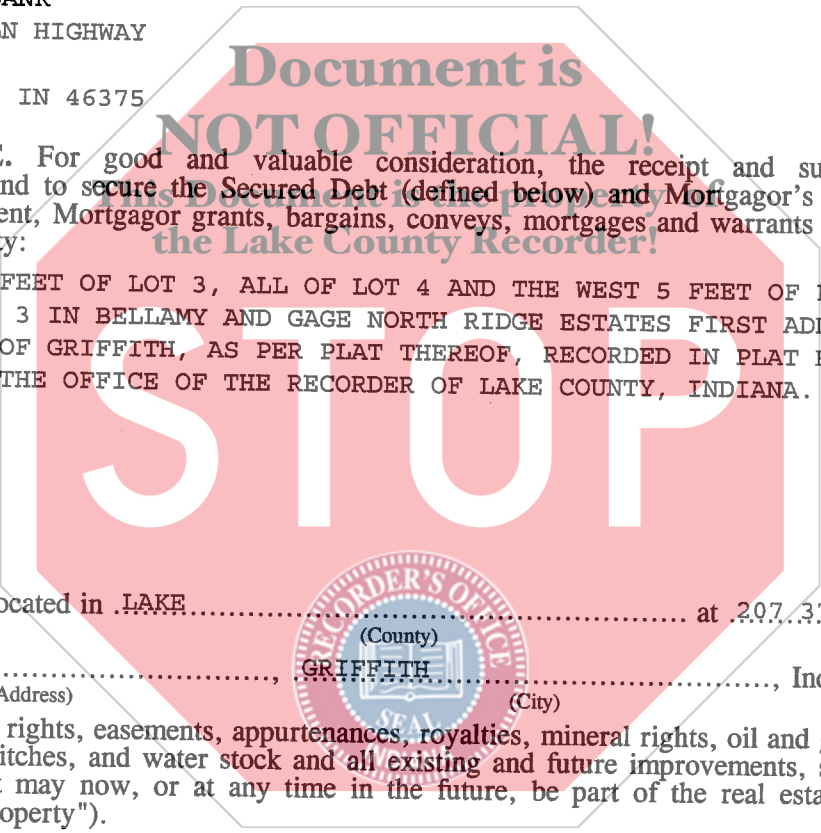 BANK
N HIGHWAY
Document is
IN 46375
NOT OFFICIAL!
E. For good and valuable consideration, the receipt and su
nd to secure the Secured Debt (defined below) and Mortgagor's
This Document is the property of
ent, Mortgagor grants, bargains, conveys, mortgages and warrants
the Lake County Recorder!
ty:
FEET OF LOT 3, ALL OF LOT 4 AND THE WEST 5 FEET OF
3 IN BELLAMY AND GAGE NORTH RIDGE ESTATES FIRST ADD
OF GRIFFITH, AS PER PLAT THEREOF, RECORDED IN PLAT
THE OFFICE OF THE RECORDER OF LAKE COUNTY, INDIANA.
STOP
ocated in .LAKE.................................................................. at .207.
(County)
RECORDER'S OFFICE
............................., .GRIFFITH............................................., Ind
Address)
(City)
SEAL
rights, easements, appurtenances, royalties, mineral rights, oil and
INDIANA
itches, and water stock and all existing and future improvements,
t may now, or at any time in the future, be part of the real esta
operty").